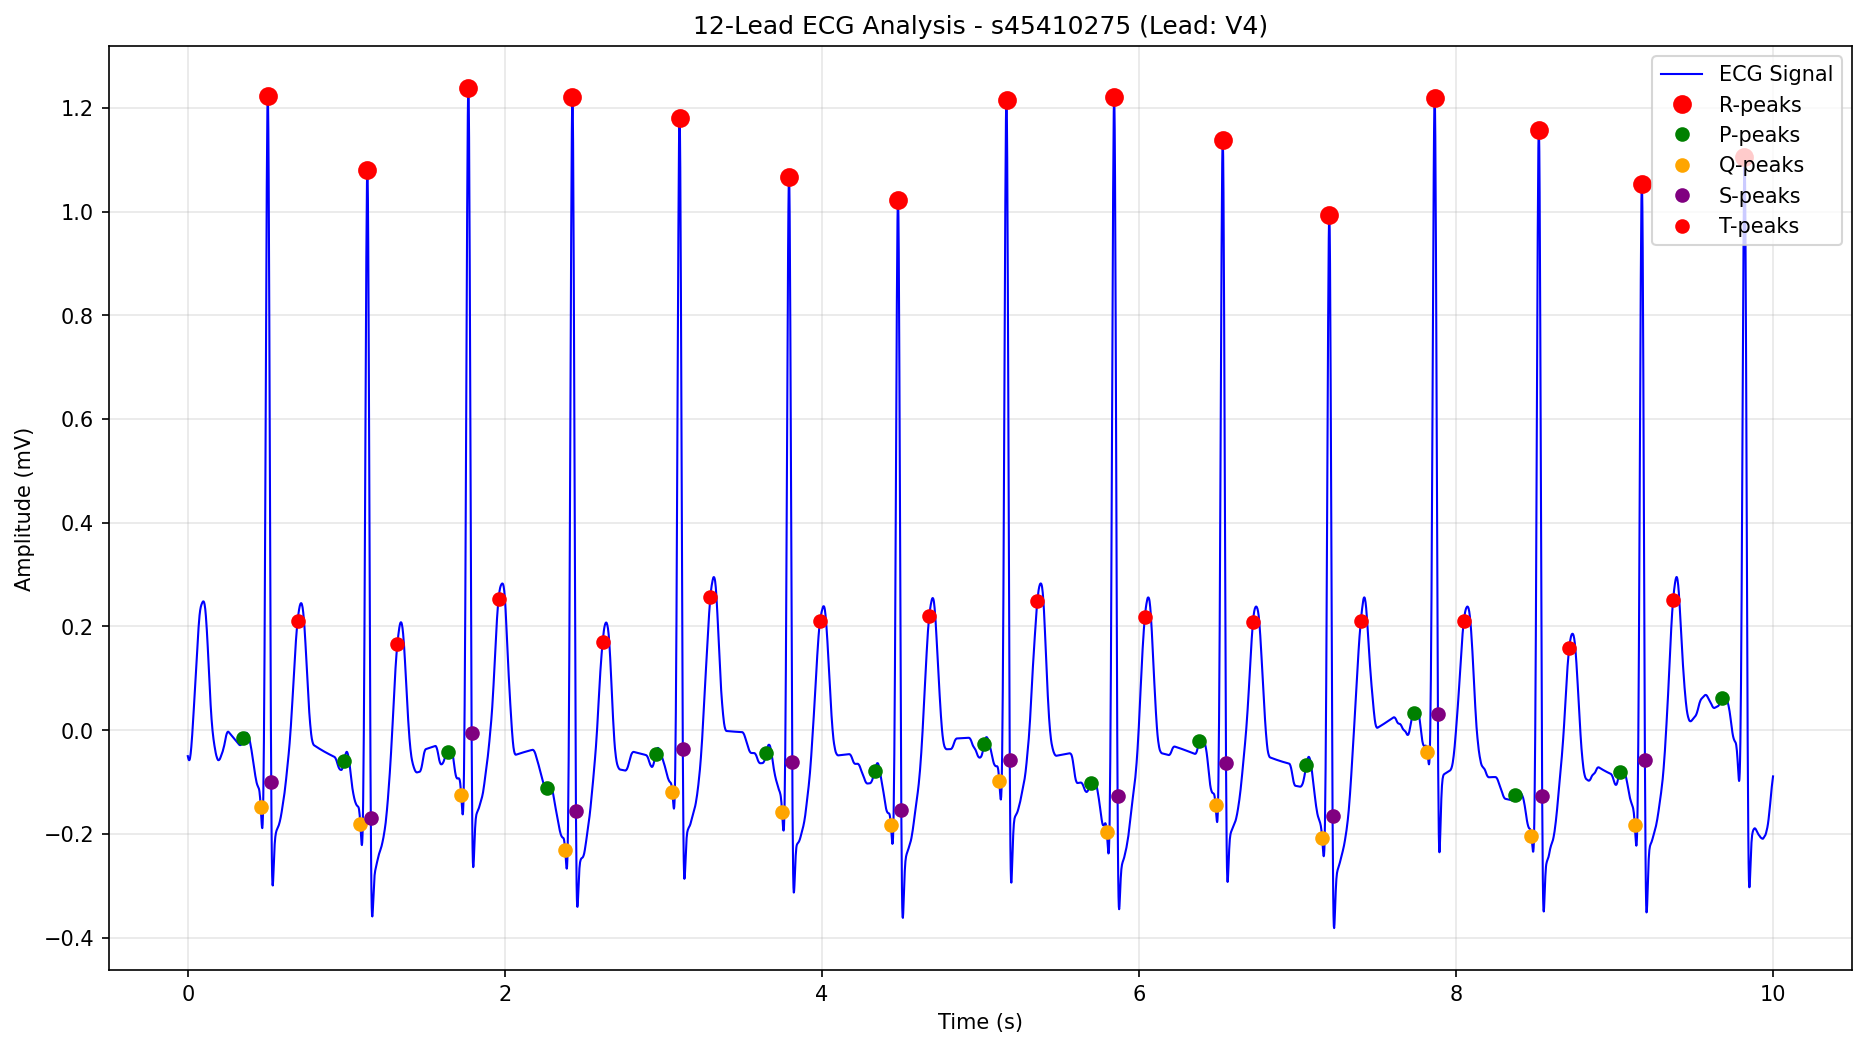 12-Lead ECG Analysis - s45410275 (Lead: V4)
ECG Signal
R-peaks
P-peaks
Q-peaks
S-peaks
T-peaks
Amplitude (mV)
1.2
1.0
0.8
0.6
0.4
0.2
0.0
−0.2
−0.4
0 2 4 6 8 10
Time (s)